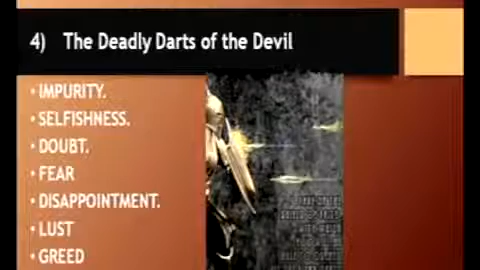 4) The Deadly Darts of the Devil
• IMPURITY.
• SELFISHNESS.
• DOUBT.
• FEAR
• DISAPPOINTMENT.
• LUST
• GREED